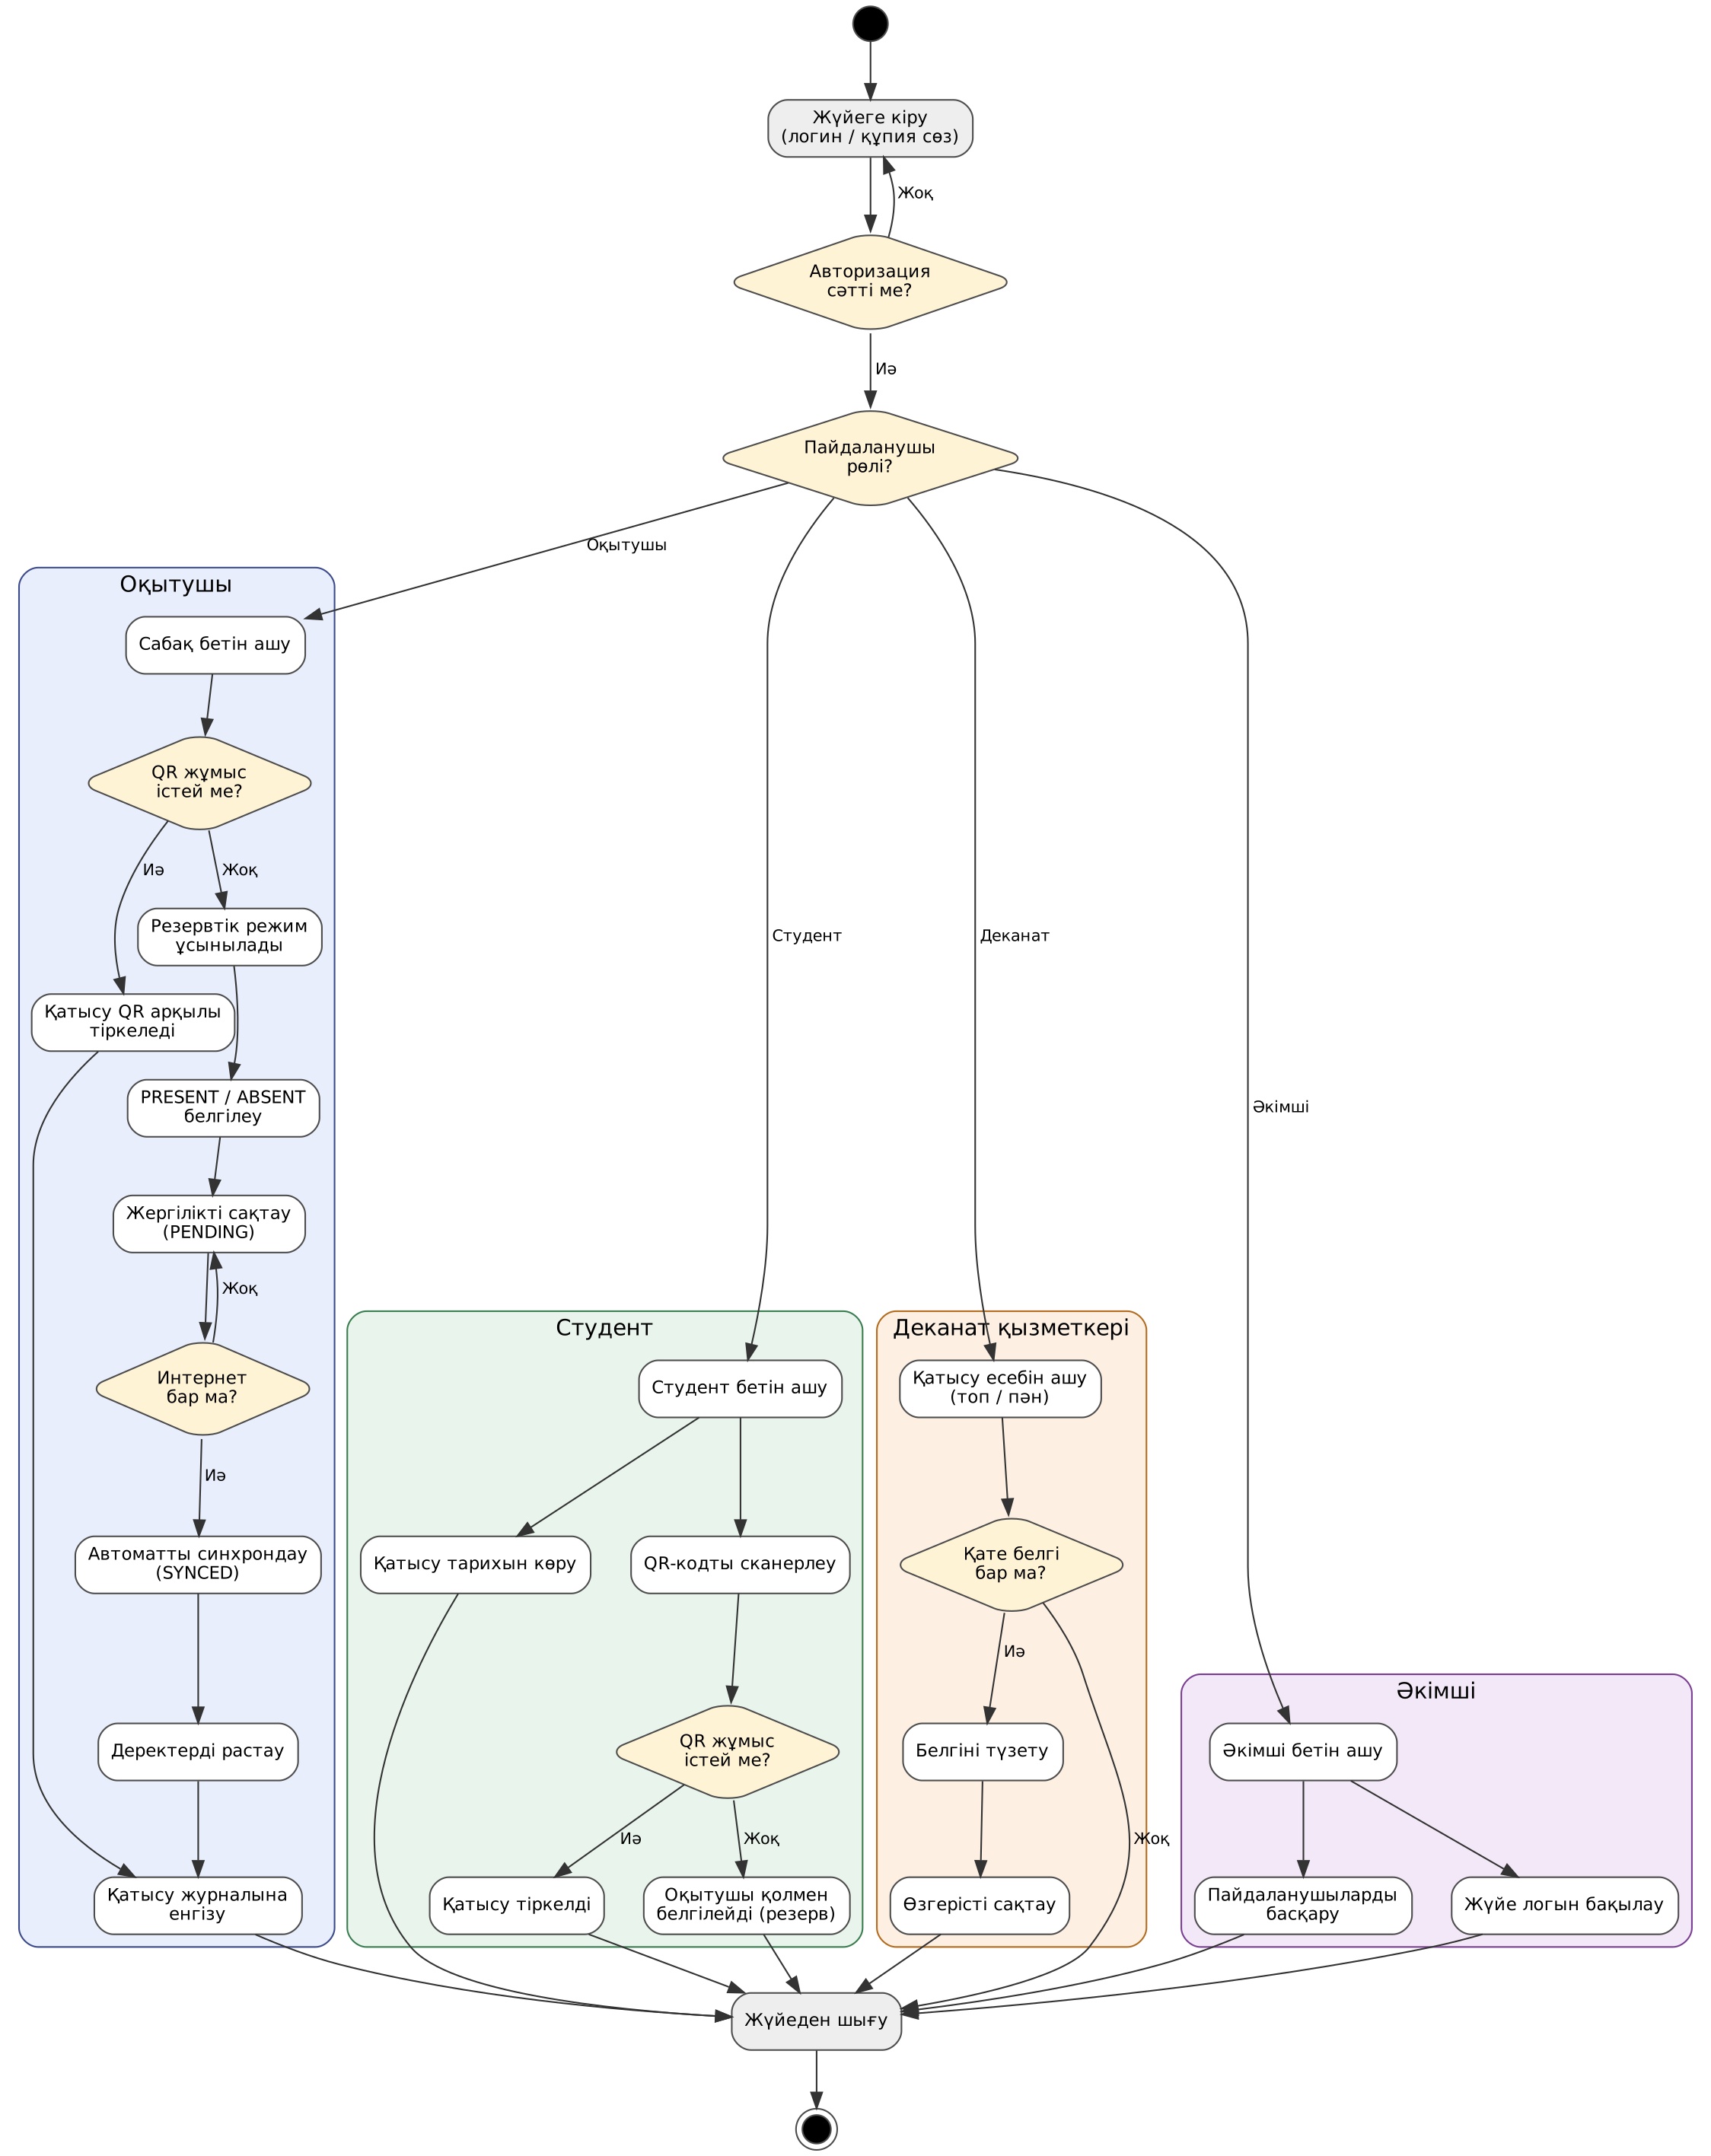 Жүйеге кіру
(логин / құпия сөз)
Жоқ
Авторизация
сәтті ме?
Иә
Пайдаланушы
рөлі?
Оқытушы
Студент
Деканат
Әкімші
Оқытушы
Сабақ бетін ашу
QR жұмыс
істей ме?
Иә
Жоқ
Резервтік режим
ұсынылады
Қатысу QR арқылы
тіркеледі
PRESENT / ABSENT
белгілеу
Жергілікті сақтау
(PENDING)
Жоқ
Интернет
бар ма?
Иә
Автоматты синхрондау
(SYNCED)
Деректерді растау
Қатысу журналына
енгізу
Студент
Студент бетін ашу
Қатысу тарихын көру
QR-кодты сканерлеу
QR жұмыс
істей ме?
Иә
Жоқ
Қатысу тіркелді
Оқытушы қолмен
белгілейді (резерв)
Деканат қызметкері
Қатысу есебін ашу
(топ / пән)
Қате белгі
бар ма?
Иә
Белгіні түзету
Жоқ
Өзгерісті сақтау
Әкімші
Әкімші бетін ашу
Пайдаланушыларды
басқару
Жүйе логын бақылау
Жүйеден шығу